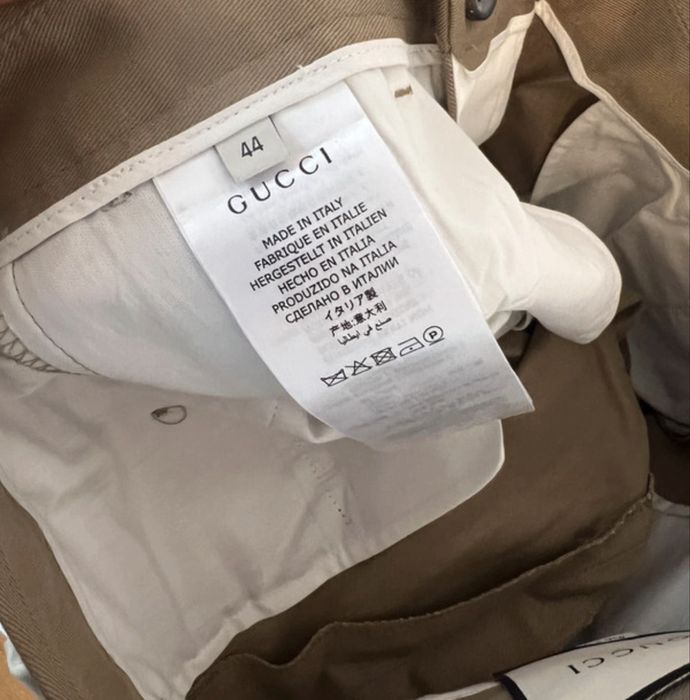 44
GUCCI
MADE IN ITALY
FABRIQUE EN ITALIE
HERGESTELLT IN ITALIEN
HECHO EN ITALIA
PRODUZIDO NA ITALIA
СДЕЛАНО В ИТАЛИИ
イタリア製
产地:意大利
صنع في إيطاليا
P
GUCCI